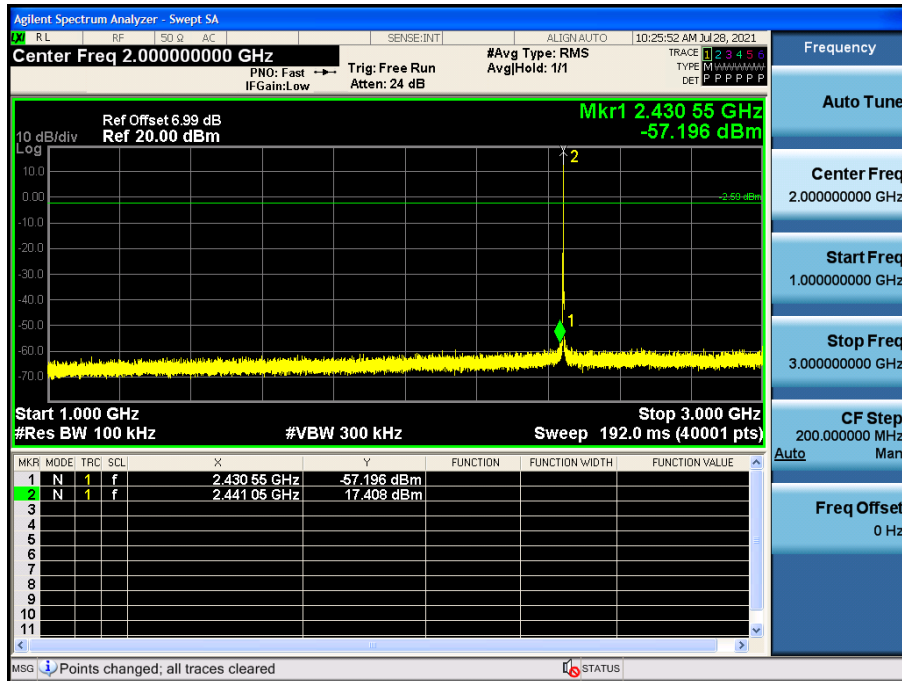 Agilent Spectrum Analyzer - Swept SA
LXI RL RF 50 Ω AC SENSE:INT ALIGN AUTO 10:25:52 AM Jul 28, 2021
Center Freq 2.000000000 GHz
PNO: Fast
IFGain:Low
Trig: Free Run
Atten: 24 dB
#Avg Type: RMS
Avg|Hold: 1/1
TRACE 1 2 3 4 5 6
TYPE MWWWWW
DET P P P P P P
Mkr1 2.430 55 GHz
-57.196 dBm
Ref Offset 6.99 dB
10 dB/div Ref 20.00 dBm
Log
2
10.0
0.00
-2.59 dBm
-10.0
-20.0
-30.0
-40.0
-50.0
1
-60.0
-70.0
Start 1.000 GHz Stop 3.000 GHz
#Res BW 100 kHz #VBW 300 kHz Sweep 192.0 ms (40001 pts)
MKR MODE TRC SCL X Y FUNCTION FUNCTION WIDTH FUNCTION VALUE
1 N 1 f 2.430 55 GHz -57.196 dBm
2 N 1 f 2.441 05 GHz 17.408 dBm
3
4
5
6
7
8
9
10
11
MSG Points changed; all traces cleared STATUS
Frequency
Auto Tune
Center Freq
2.000000000 GHz
Start Freq
1.000000000 GHz
Stop Freq
3.000000000 GHz
CF Step
200.000000 MHz
Auto Man
Freq Offset
0 Hz